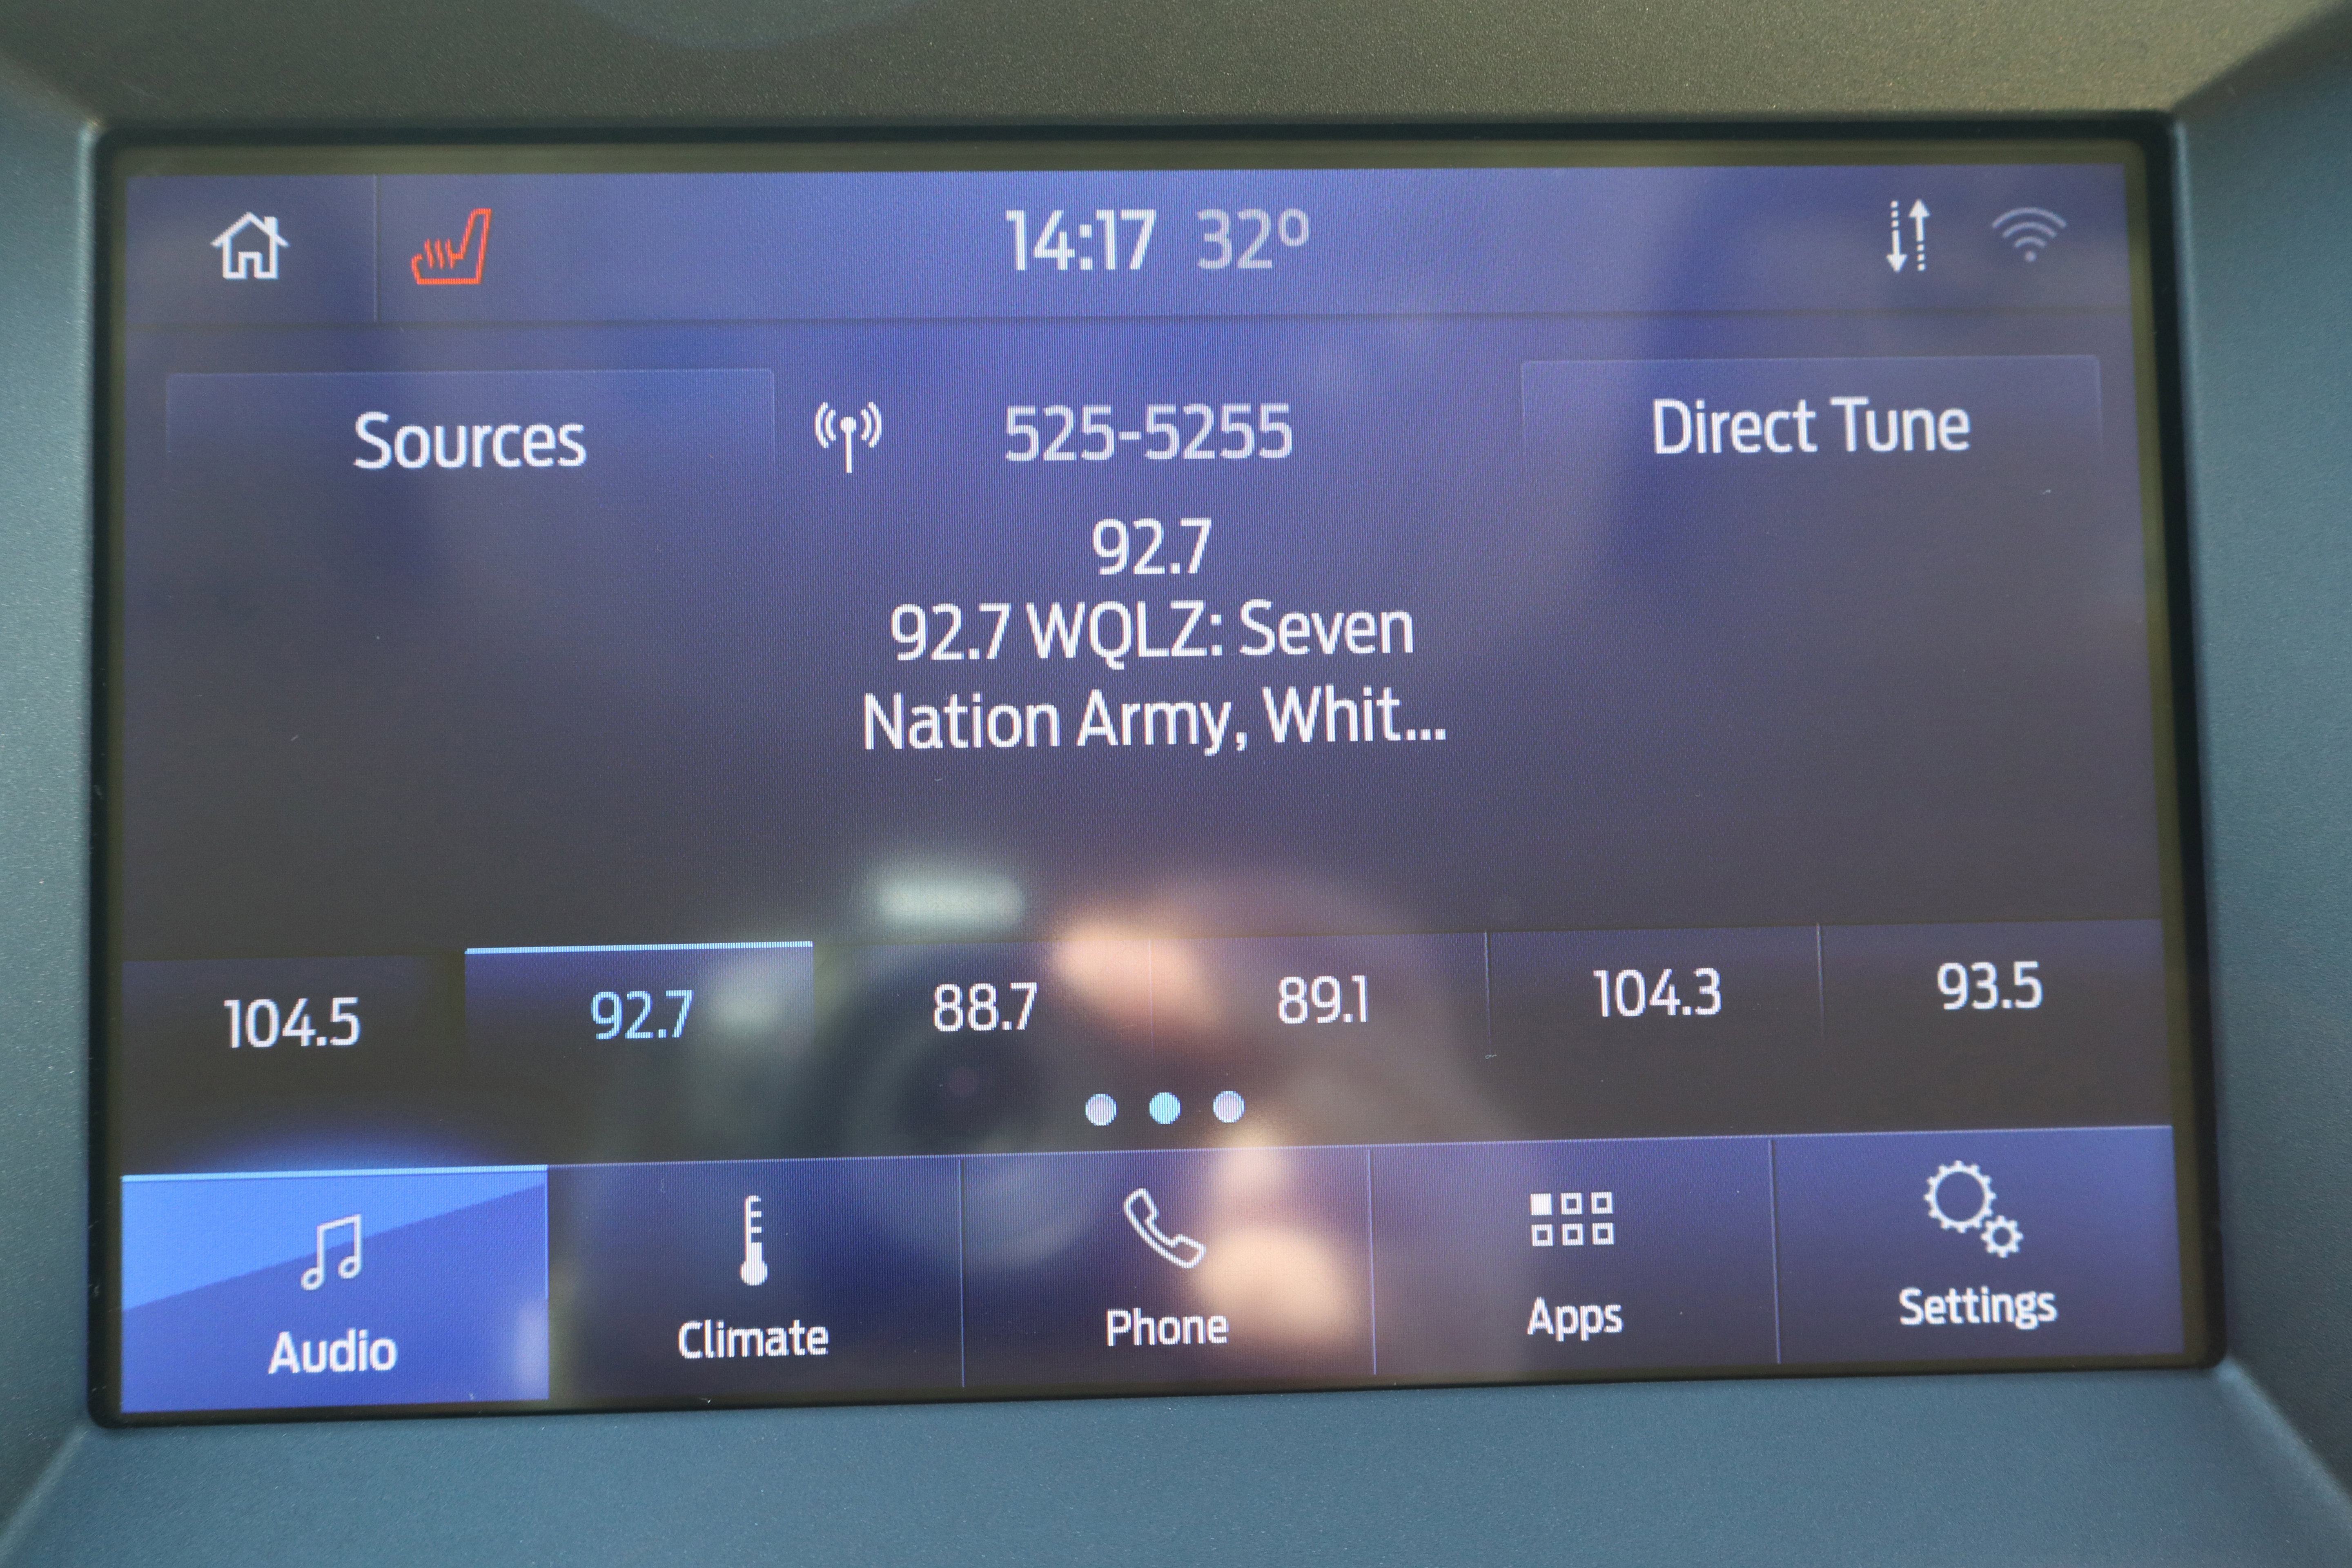 14:17 32°
Sources
525-5255
Direct Tune
92.7
92.7 WQLZ: Seven
Nation Army, Whit...
104.5
92.7
88.7
89.1
104.3
93.5
Audio
Climate
Phone
Apps
Settings